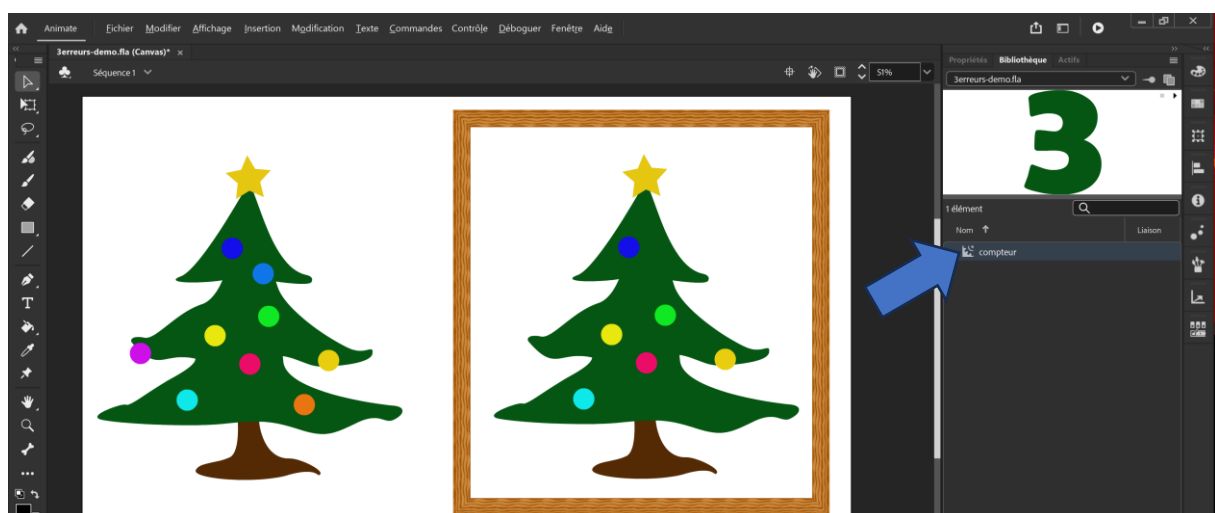 Animate Fichier Modifier Affichage Insertion Modification Texte Commandes Contrôle Déboguer Fenêtre Aide
3erreurs-demo.fla (Canvas)* ×
Séquence 1
51%
Propriétés Bibliothèque Actifs
3erreurs-demo.fla
3
1 élément
Nom Liaison
compteur
T